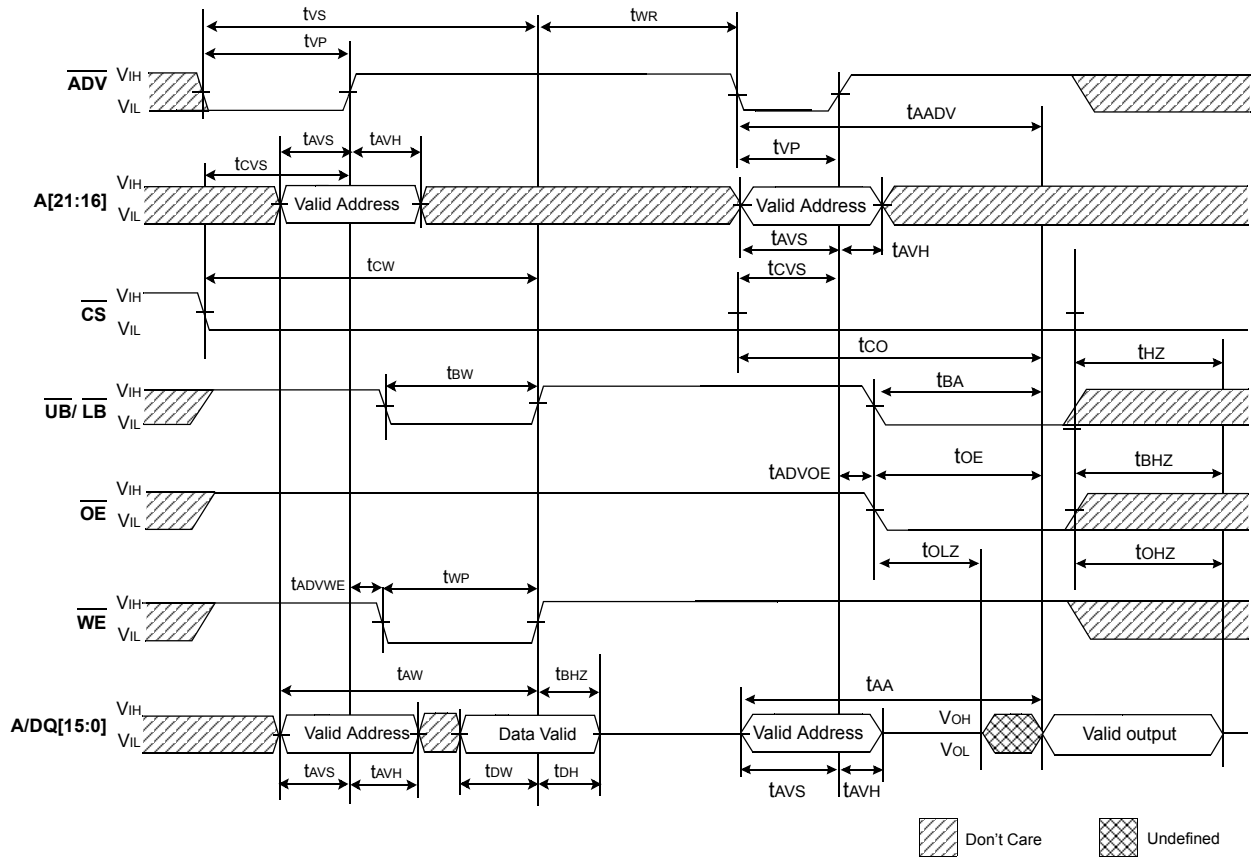 tVS
tWR
tVP
ADV
VIH
VIL
tAADV
tAVS
tAVH
tVP
tCVS
A[21:16]
VIH
VIL
Valid Address
Valid Address
tAVS
tAVH
tCW
tCVS
CS
VIH
VIL
tCO
tHZ
tBW
tBA
UB/ LB
VIH
VIL
tADVOE
tOE
tBHZ
OE
VIH
VIL
tOLZ
tOHZ
tADVWE
tWP
WE
VIH
VIL
tAW
tBHZ
tAA
A/DQ[15:0]
VIH
VIL
Valid Address
Data Valid
Valid Address
VOH
VOL
Valid output
tAVS
tAVH
tDW
tDH
tAVS
tAVH
Don't Care
Undefined